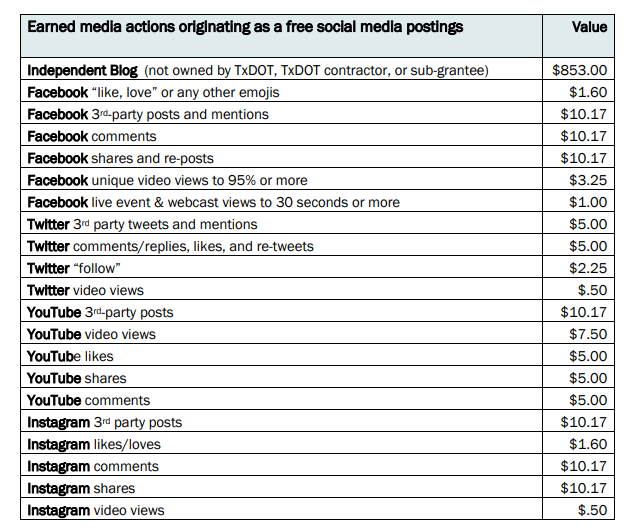 Earned media actions originating as a free social media postings Value
Independent Blog (not owned by TxDOT, TxDOT contractor, or sub-grantee) $853.00
Facebook “like, love” or any other emojis $1.60
Facebook 3rd-party posts and mentions $10.17
Facebook comments $10.17
Facebook shares and re-posts $10.17
Facebook unique video views to 95% or more $3.25
Facebook live event & webcast views to 30 seconds or more $1.00
Twitter 3rd party tweets and mentions $5.00
Twitter comments/replies, likes, and re-tweets $5.00
Twitter “follow” $2.25
Twitter video views $.50
YouTube 3rd-party posts $10.17
YouTube video views $7.50
YouTube likes $5.00
YouTube shares $5.00
YouTube comments $5.00
Instagram 3rd party posts $10.17
Instagram likes/loves $1.60
Instagram comments $10.17
Instagram shares $10.17
Instagram video views $.50